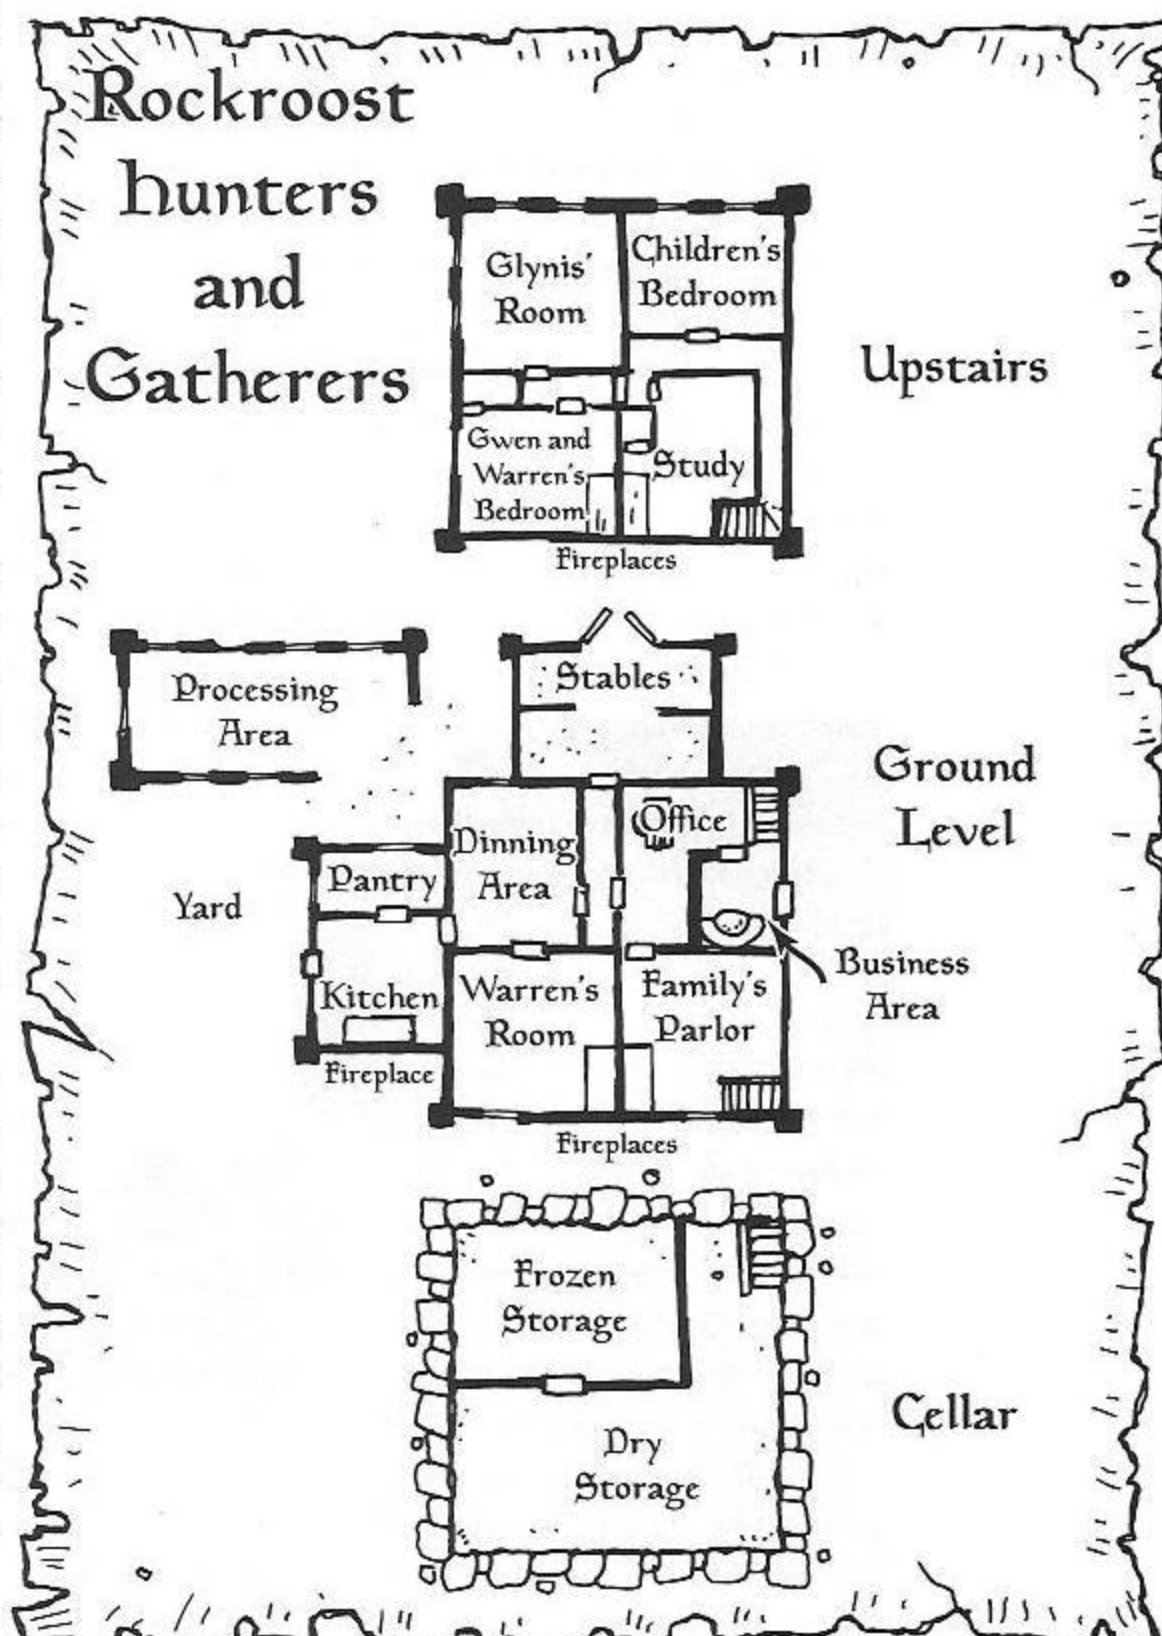 Rockroost
hunters
and
Gatherers
Glynis'
Room
Children's
Bedroom
Upstairs
Gwen and
Warren's
Bedroom
Study
Fireplaces
Processing
Area
Stables
Ground
Level
Dinning
Area
Office
Pantry
Yard
Kitchen
Warren's
Room
Family's
Parlor
Business
Area
Fireplace
Fireplaces
Frozen
Storage
Cellar
Dry
Storage